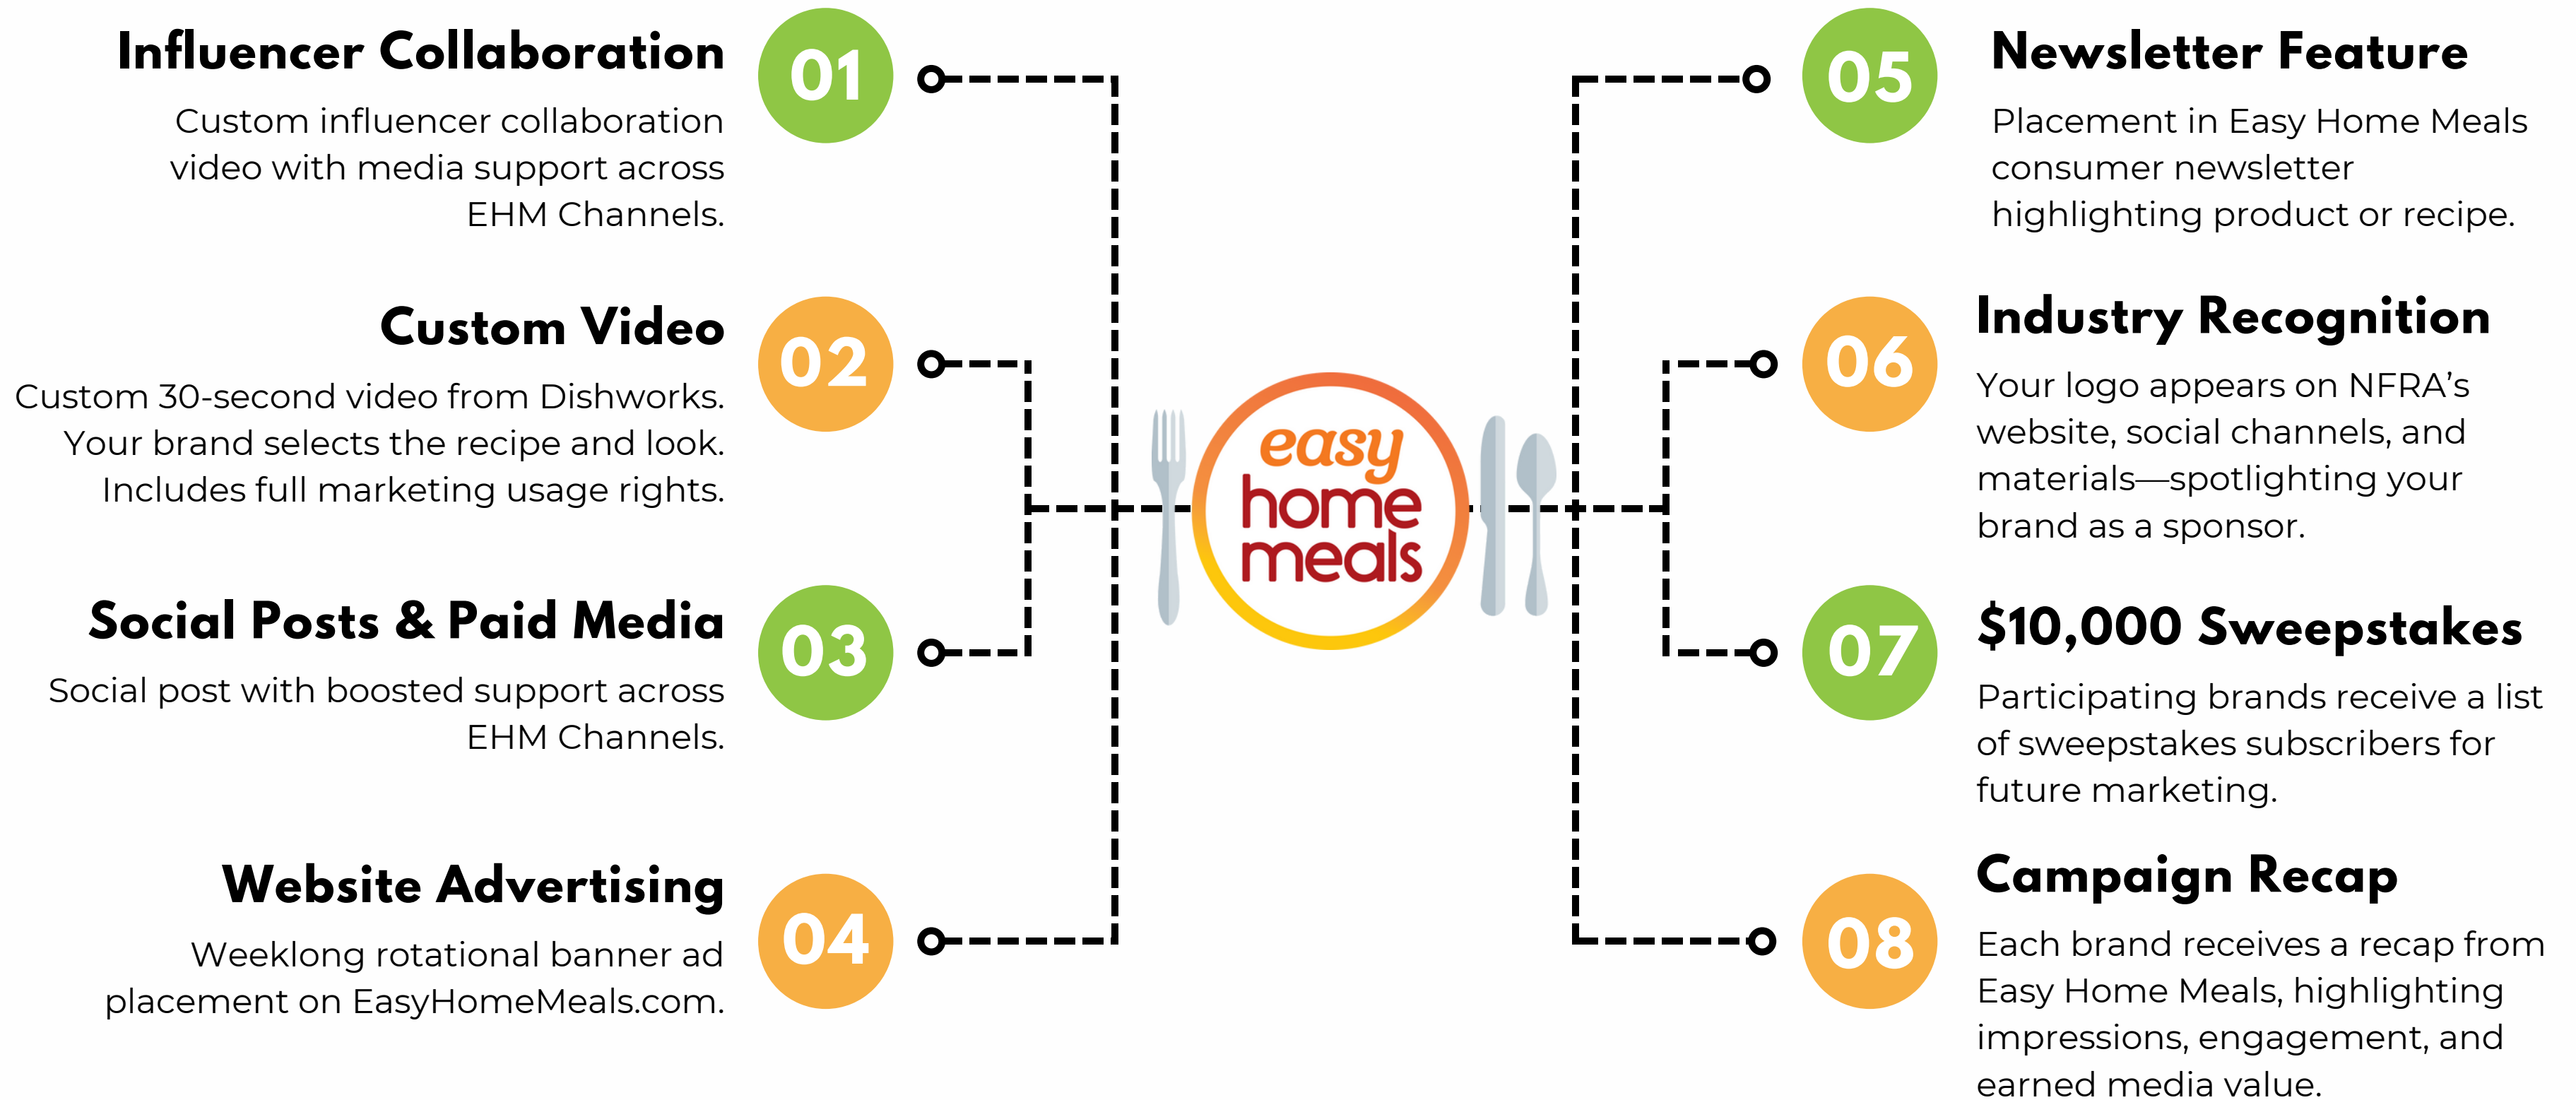 Influencer Collaboration
01
Custom influencer collaboration
video with media support across
EHM Channels.
Custom Video
02
Custom 30-second video from Dishworks.
Your brand selects the recipe and look.
Includes full marketing usage rights.
Social Posts & Paid Media
03
Social post with boosted support across
EHM Channels.
Website Advertising
04
Weeklong rotational banner ad
placement on EasyHomeMeals.com.
easy
home
meals
05
Newsletter Feature
Placement in Easy Home Meals
consumer newsletter
highlighting product or recipe.
06
Industry Recognition
Your logo appears on NFRA’s
website, social channels, and
materials—spotlighting your
brand as a sponsor.
07
$10,000 Sweepstakes
Participating brands receive a list
of sweepstakes subscribers for
future marketing.
08
Campaign Recap
Each brand receives a recap from
Easy Home Meals, highlighting
impressions, engagement, and
earned media value.